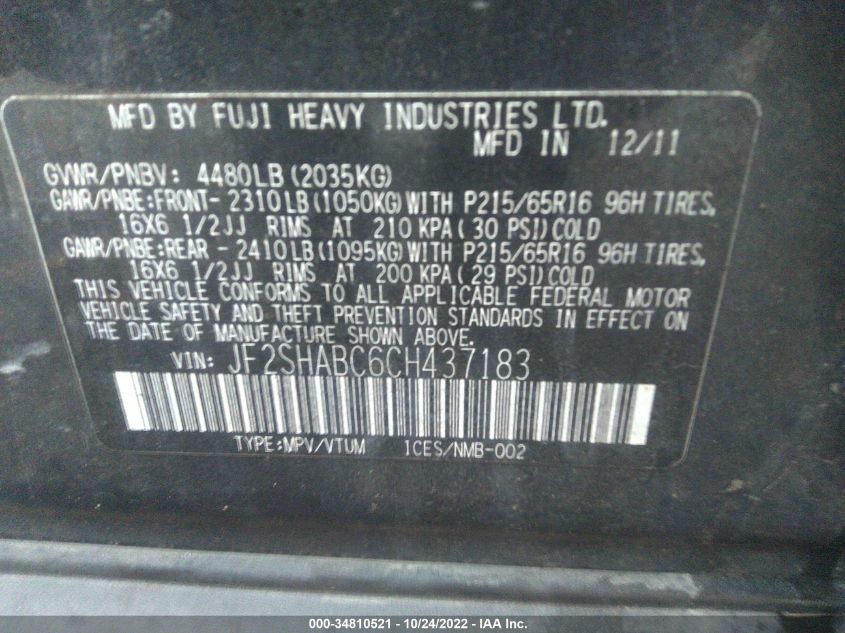 MFD BY FUJI HEAVY INDUSTRIES LTD.
MFD IN 12/11
GVWR/PNBV: 4480LB (2035KG)
GAWR/PNBE:FRONT- 2310LB (1050KG) WITH P215/65R16 96H TIRES,
16X6 1/2JJ RIMS AT 210 KPA ( 30 PSI) COLD
GAWR/PNBE:REAR - 2410LB (1095KG) WITH P215/65R16 96H TIRES,
16X6 1/2JJ RIMS AT 200 KPA ( 29 PSI) COLD
THIS VEHICLE CONFORMS TO ALL APPLICABLE FEDERAL MOTOR
VEHICLE SAFETY AND THEFT PREVENTION STANDARDS IN EFFECT ON
THE DATE OF MANUFACTURE SHOWN ABOVE.
VIN: JF2SHABC6CH437183
TYPE:MPV/VTUM 1CES/NMB-002
000-34810521 - 10/24/2022 - IAA Inc.